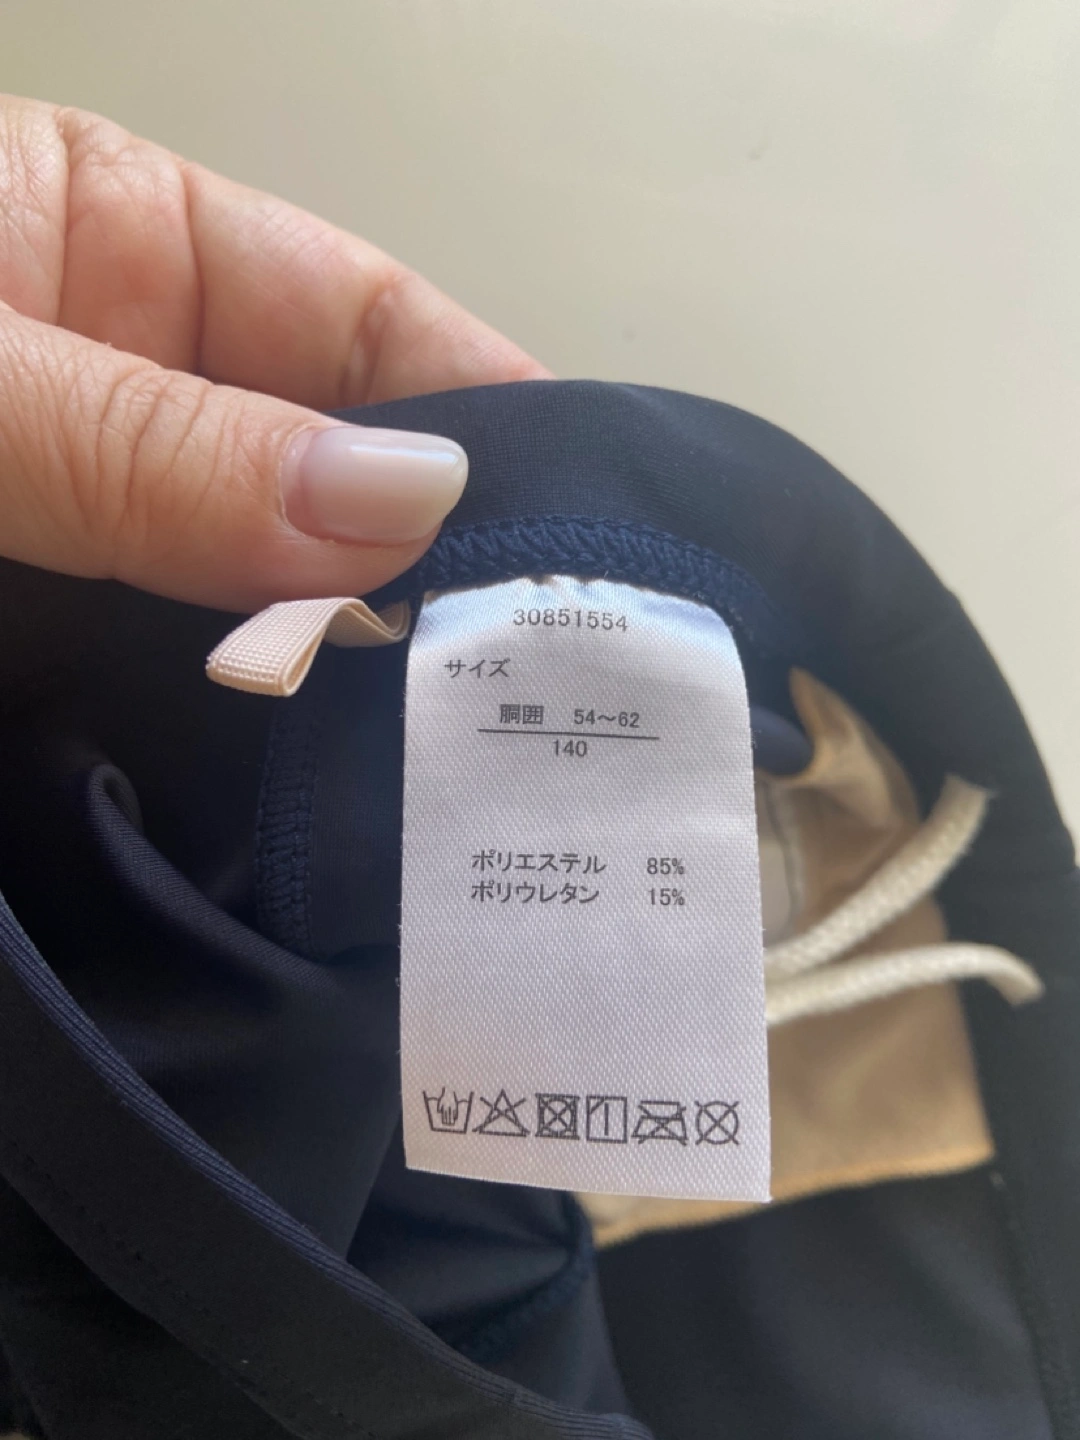 30851554
サイズ
胴囲 54～62
140
ポリエステル 85%
ポリウレタン 15%